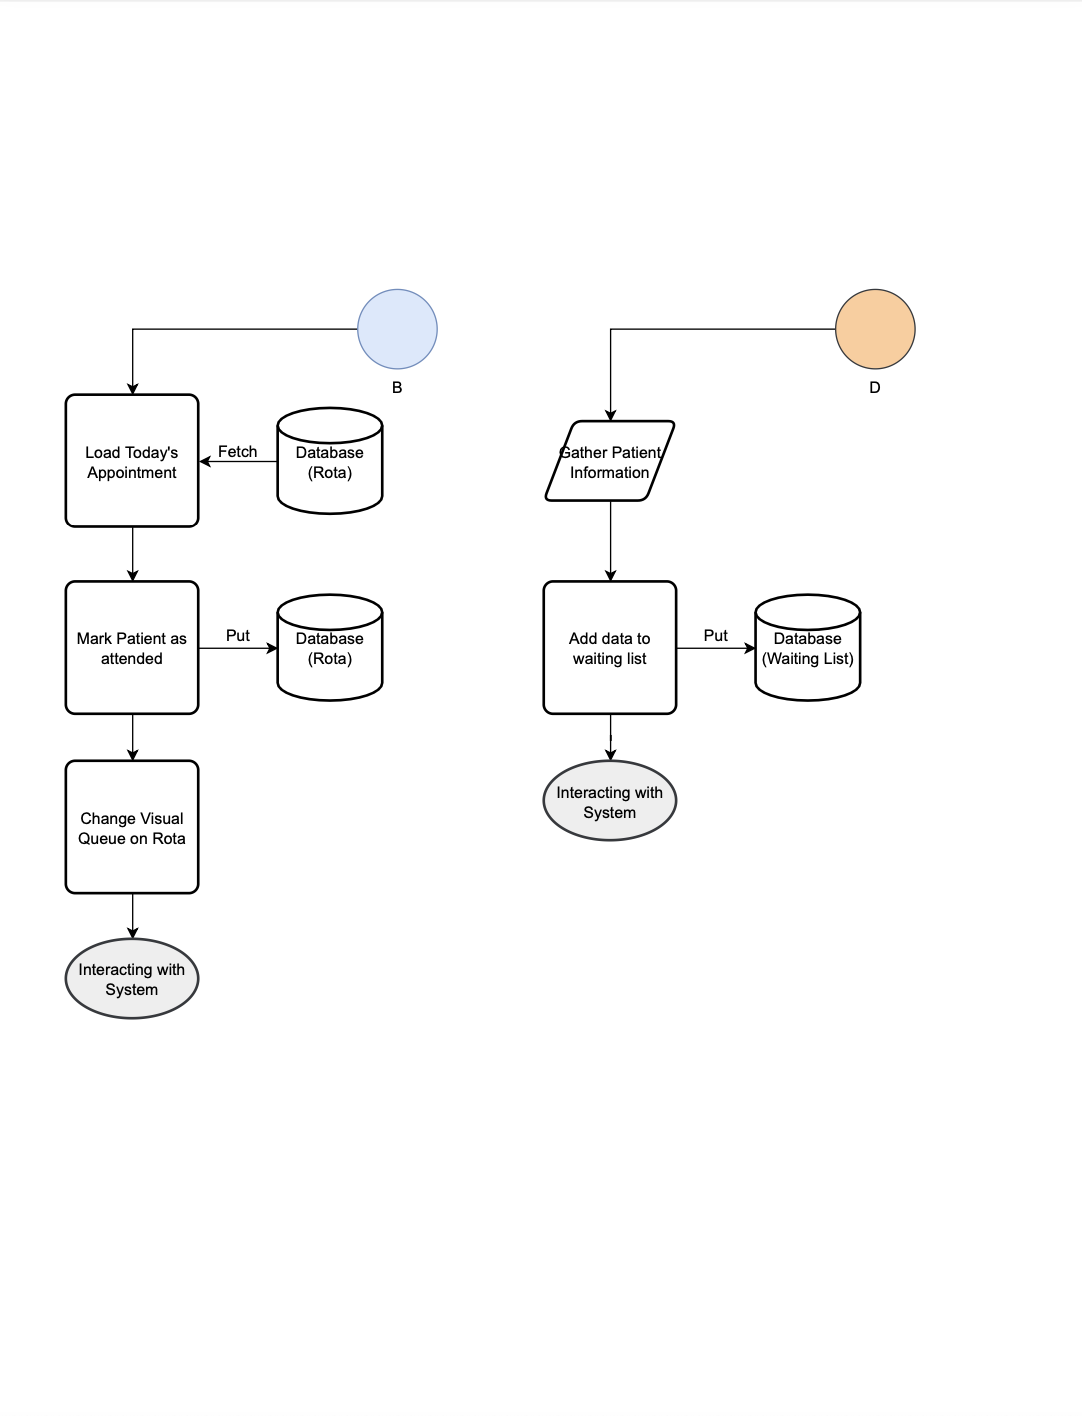 B
Load Today's
Appointment
Fetch
Database
(Rota)
Mark Patient as
attended
Put
Database
(Rota)
Change Visual
Queue on Rota
Interacting with
System
D
Gather Patient
Information
Add data to
waiting list
Put
Database
(Waiting List)
Interacting with
System